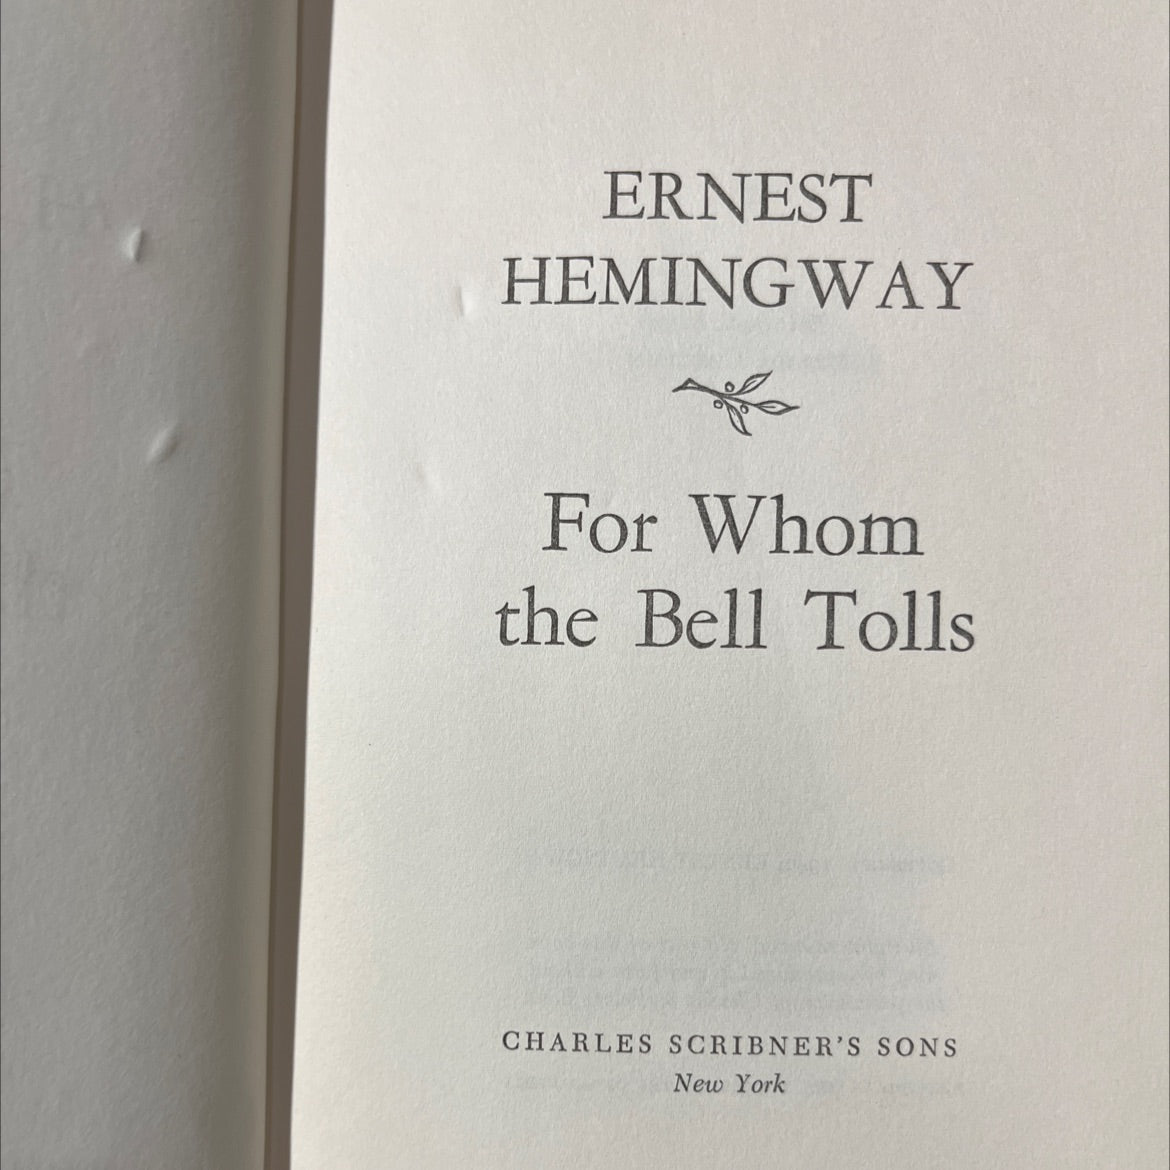 ERNEST
HEMINGWAY
For Whom
the Bell Tolls
CHARLES SCRIBNER'S SONS
New York